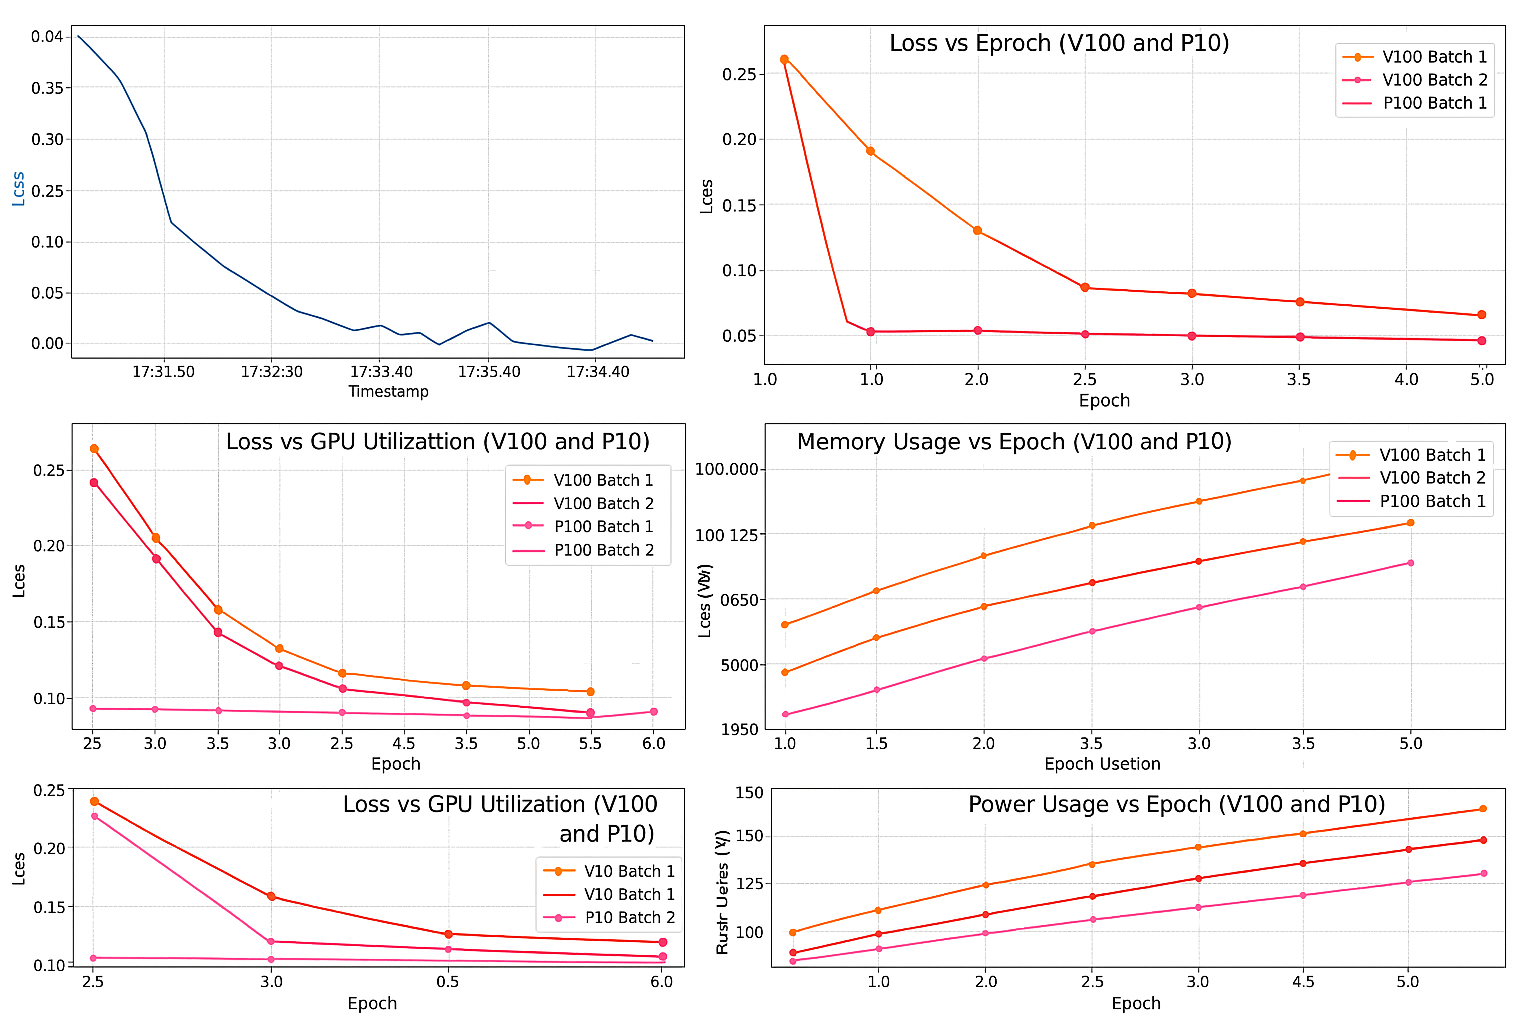 0.04
0.35
0.30
0.25
0.10
0.05
0.00
Lcss
17:31.50
17:32:30
17:33.40
17:35.40
17:34.40
Timestamp
Loss vs Eproch (V100 and P10)
V100 Batch 1
V100 Batch 2
P100 Batch 1
0.25
0.20
0.15
0.10
0.05
Lces
1.0
1.0
2.0
2.5
3.0
3.5
4.0
5.0
Epoch
Loss vs GPU Utilizattion (V100 and P10)
V100 Batch 1
V100 Batch 2
P100 Batch 1
P100 Batch 2
0.25
0.20
0.15
0.10
Lces
25
3.0
3.5
3.0
2.5
4.5
3.5
5.0
5.5
6.0
Epoch
Memory Usage vs Epoch (V100 and P10)
V100 Batch 1
V100 Batch 2
P100 Batch 1
100.000
100 125
0650
5000
1950
Lces
1.0
1.5
2.0
3.5
3.0
3.5
5.0
Epoch Usetion
Loss vs GPU Utilization (V100
and P10)
V10 Batch 1
V10 Batch 1
P10 Batch 2
0.25
0.20
0.15
0.10
Lces
2.5
3.0
0.5
6.0
Epoch
Power Usage vs Epoch (V100 and P10)
150
150
125
100
1.0
2.0
2.5
3.0
4.5
5.0
Epoch